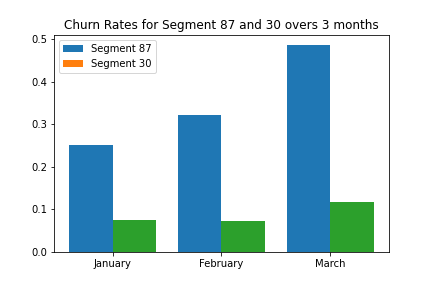 Churn Rates for Segment 87 and 30 overs 3 months
0.5
Segment 87
Segment 30
0.4
0.3
0.2
0.1
0.0
January
February
March